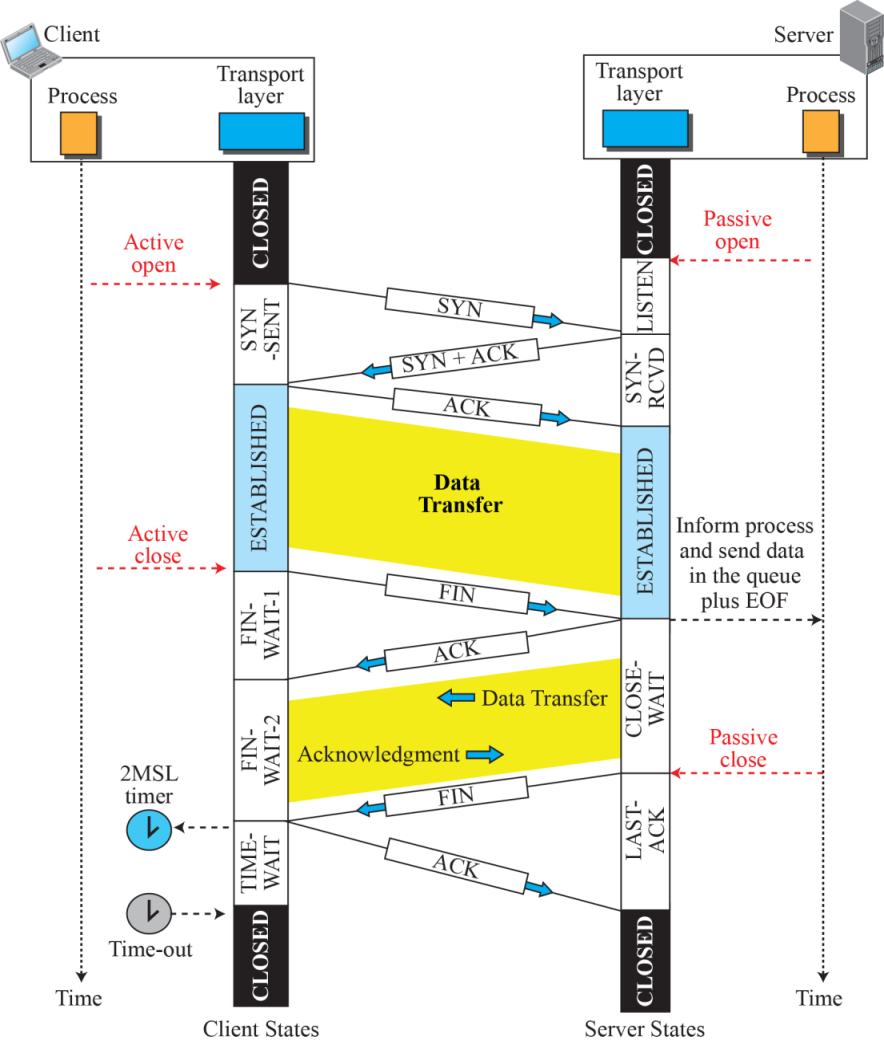 Client
Server
Transport
layer
Process
Transport
layer
Process
CLOSED
CLOSED
Active
open
Passive
open
SYN
-SENT
SYN
LISTEN
SYN + ACK
SYN-
RCVD
ACK
ESTABLISHED
Data
Transfer
ESTABLISHED
Active
close
Inform process
and send data
in the queue
plus EOF
FIN
FIN-
WAIT-1
ACK
CLOSE-
WAIT
Data Transfer
FIN-
WAIT-2
Acknowledgment
Passive
close
2MSL
timer
FIN
LAST-
ACK
TIME-
WAIT
ACK
Time-out
CLOSED
CLOSED
Time
Time
Client States
Server States